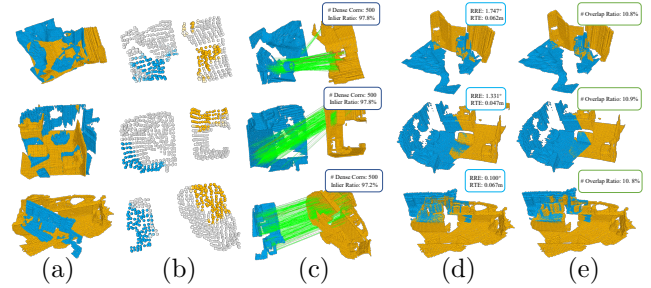 # Dense Corrs: 500
Inlier Ratio: 97.8%
RRE: 1.747°
RTE: 0.062m
# Overlap Ratio: 10.8%
# Dense Corrs: 500
Inlier Ratio: 97.8%
RRE: 1.331°
RTE: 0.047m
# Overlap Ratio: 10.9%
# Dense Corrs: 500
Inlier Ratio: 97.2%
RRE: 0.100°
RTE: 0.067m
# Overlap Ratio: 10. 8%
(a) (b) (c) (d) (e)